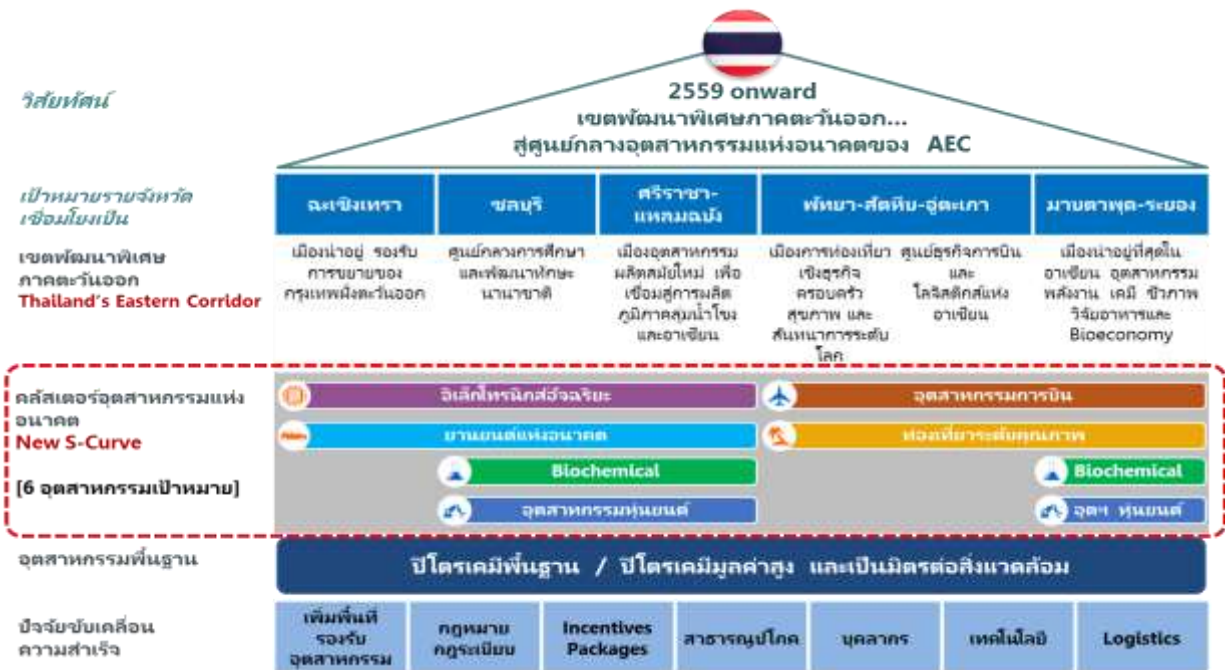 2559 onward
วิสัยทัศน์
เขตพัฒนาพิเศษภาคตะวันออก...
สู่ศูนย์กลางอุตสาหกรรมแห่งอนาคตของ AEC
เป้าหมายรายจังหวัด
เชื่อมโยงเป็น
ฉะเชิงเทรา
ชลบุรี
ศรีราชา-
แหลมฉบัง
พัทยา-สัตหีบ-อู่ตะเภา
มาบตาพุด-ระยอง
เขตพัฒนาพิเศษ
ภาคตะวันออก
Thailand's Eastern Corridor
เมืองน่าอยู่ รองรับ
การขยายของ
กรุงเทพฝั่งตะวันออก
ศูนย์กลางการศึกษา
และพัฒนาทักษะ
นานาชาติ
เมืองอุตสาหกรรม
ผลิตสมัยใหม่ เพื่อ
เชื่อมสู่การผลิต
ภูมิภาคลุ่มน้ำโขง
และอาเซียน
เมืองการท่องเที่ยว
เชิงธุรกิจ
ครอบครัว
สุขภาพ และ
สันทนาการระดับ
โลก
ศูนย์ธุรกิจการบิน
และ
โลจิสติกส์แห่ง
อาเซียน
เมืองน่าอยู่ที่สุดใน
อาเซียน อุตสาหกรรม
พลังงาน เคมี ชีวภาพ
วิจัยอาหารและ
Bioeconomy
คลัสเตอร์อุตสาหกรรมแห่ง
อนาคต
New S-Curve
[6 อุตสาหกรรมเป้าหมาย]
อิเล็กโทรนิกส์อัจฉริยะ
อุตสาหกรรมการบิน
ยานยนต์แห่งอนาคต
ท่องเที่ยวระดับคุณภาพ
Biochemical
Biochemical
อุตสาหกรรมหุ่นยนต์
อุตฯ หุ่นยนต์
อุตสาหกรรมพื้นฐาน
ปิโตรเคมีพื้นฐาน / ปิโตรเคมีมูลค่าสูง และเป็นมิตรต่อสิ่งแวดล้อม
ปัจจัยขับเคลื่อน
ความสำเร็จ
เพิ่มพื้นที่
รองรับ
อุตสาหกรรม
กฎหมาย
กฎระเบียบ
Incentives
Packages
สาธารณูปโภค
บุคลากร
เทคโนโลยี
Logistics